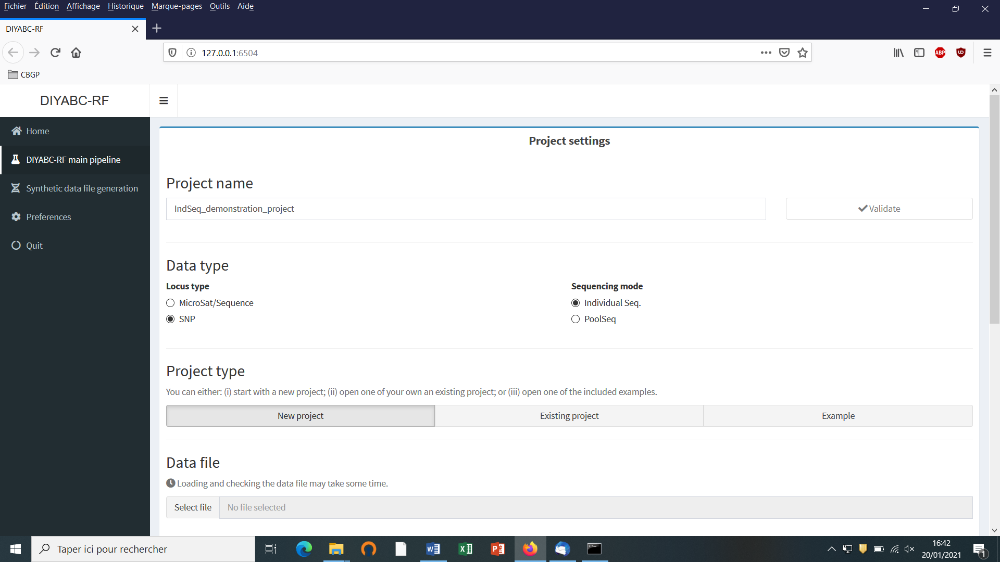 Fichier Édition Affichage Historique Marque-pages Outils Aide
DIYABC-RF
127.0.0.1:6504
ABP
CBGP
DIYABC-RF
Home
DIYABC-RF main pipeline
Synthetic data file generation
Preferences
Quit
Project settings
Project name
IndSeq_demonstration_project
Validate
Data type
Locus type
MicroSat/Sequence
SNP
Sequencing mode
Individual Seq.
PoolSeq
Project type
You can either: (i) start with a new project; (ii) open one of your own an existing project; or (iii) open one of the included examples.
New project Existing project Example
Data file
Loading and checking the data file may take some time.
Select file No file selected
Taper ici pour rechercher
16:42
20/01/2021
1